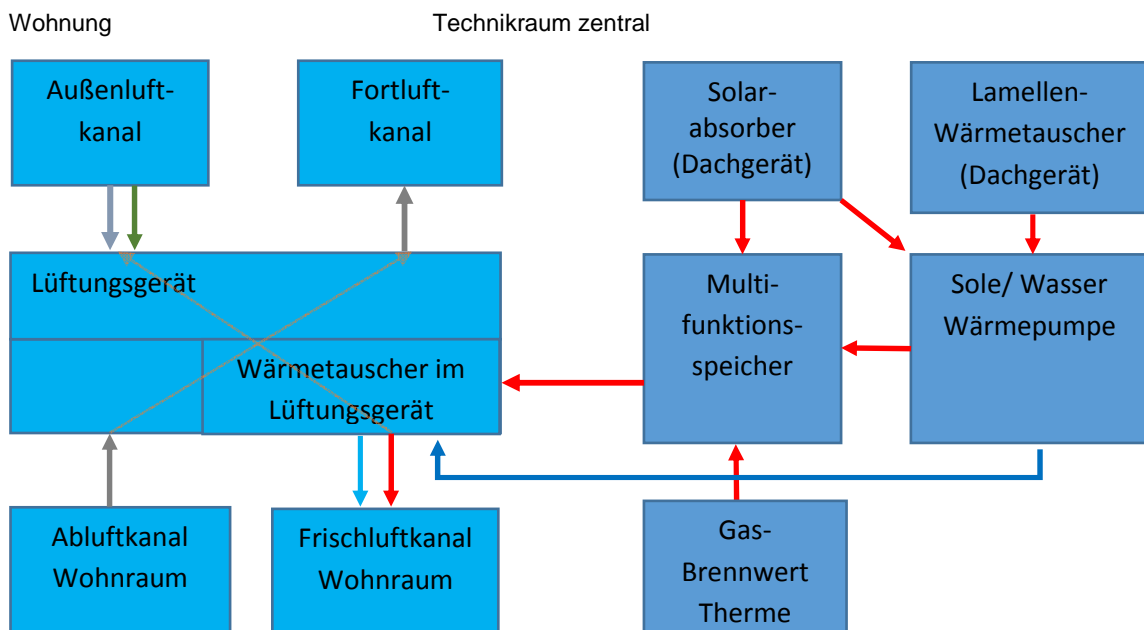 Wohnung
Technikraum zentral
Außenluft-
kanal
Fortluft-
kanal
Solar-
absorber
(Dachgerät)
Lamellen-
Wärmetauscher
(Dachgerät)
Lüftungsgerät
Wärmetauscher im
Lüftungsgerät
Multi-
funktions-
speicher
Sole/ Wasser
Wärmepumpe
Abluftkanal
Wohnraum
Frischluftkanal
Wohnraum
Gas-
Brennwert
Therme